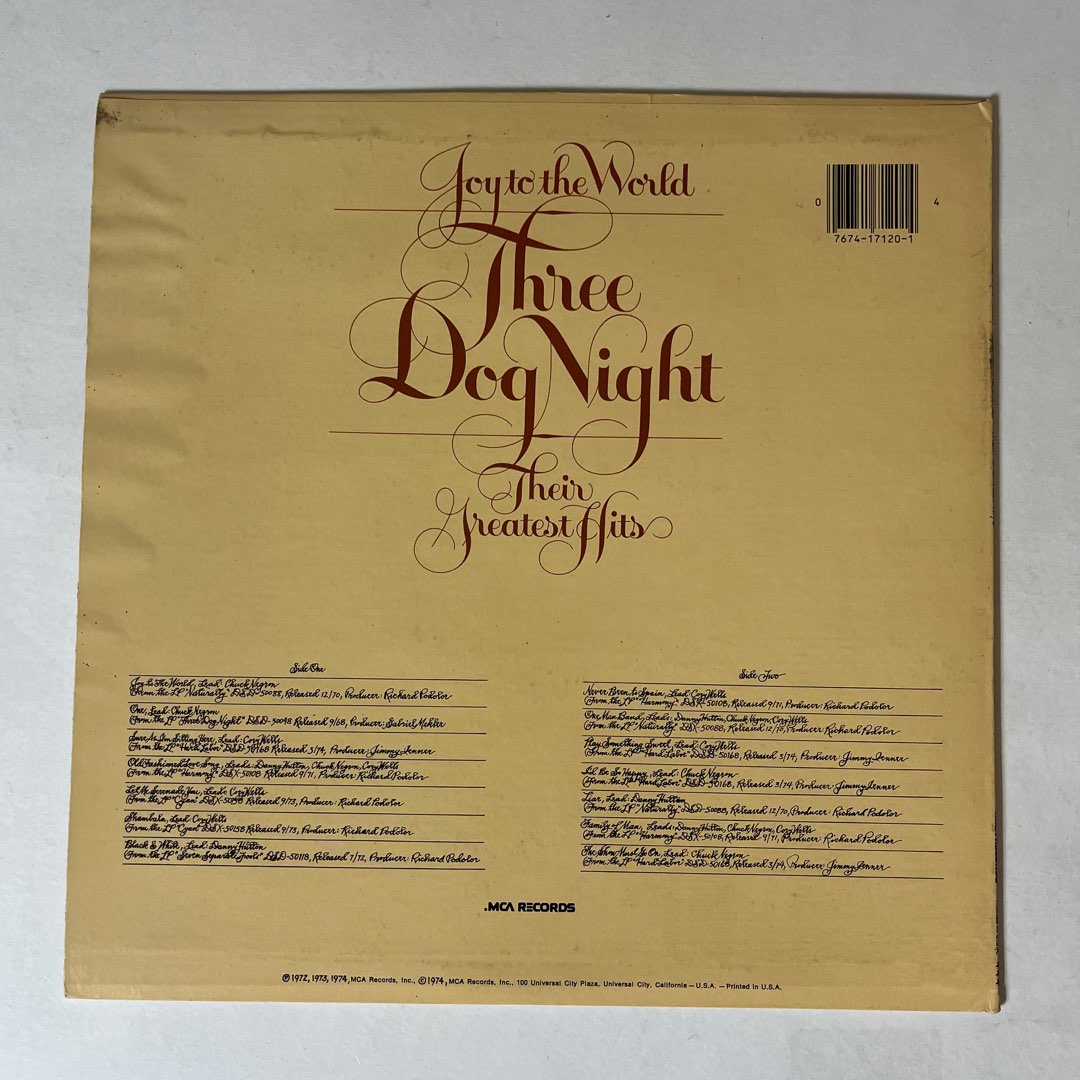 Joy to the World
Three
Dog Night
Their
Greatest Hits
0
7674-17120-1
4
Side One
Joy to The World, Lead: Chuck Negron
(From the LP "Naturally" DSD-50088, Released 12/70, Producer: Richard Podolor
One, Lead: Chuck Negron
(From the LP "Three Dog Night" DSD-50048 Released 9/68, Producer: Gabriel Mekler
Sure As Im Sitting Here, Lead: Cory Wells
(From the LP "Hard Labor" DSD-50168 Released 3/74, Producer: Jimmy Ienner
Old Fashioned Love Song, Leads: Danny Hutton, Chuck Negron, Cory Wells
(From the LP "Harmony" DSX-50108 Released 9/71, Producer: Richard Podolor
Let Me Serenade You, Lead: Cory Wells
(From the LP "Cyan" DSX-50158 Released 9/73, Producer: Richard Podolor
Shambala, Lead: Cory Wells
(From the LP "Cyan" DSX-50158 Released 9/73, Producer: Richard Podolor
Black & White, Lead: Danny Hutton
(From the LP "Seven Separate Fools" DSD-50118, Released 7/72, Producer: Richard Podolor
Side Two
Never Been to Spain, Lead: Cory Wells
(From the LP "Harmony" DSX-50108, Released 9/71, Producer: Richard Podolor
One Man Band, Leads: Danny Hutton, Chuck Negron, Cory Wells
(From the LP "Naturally" DSD-50088, Released 12/70, Producer: Richard Podolor
Play Something Sweet, Lead: Cory Wells
(From the LP "Hard Labor" DSD-50168, Released 3/74, Producer: Jimmy Ienner
I'd Be So Happy, Lead: Chuck Negron
(From the LP "Hard Labor" DSD-50168, Released 3/74, Producer: Jimmy Ienner
Liar, Lead: Danny Hutton
(From the LP "Naturally" DSD-50088, Released 12/70, Producer: Richard Podolor
Family of Man, Leads: Danny Hutton, Chuck Negron, Cory Wells
(From the LP "Harmony" DSX-50108, Released 9/71, Producer: Richard Podolor
The Show Must Go On, Lead: Chuck Negron
(From the LP "Hard Labor" DSD-50168, Released 3/74, Producer: Jimmy Ienner
.MCA RECORDS
℗1972, 1973, 1974, MCA Records, Inc., ©1974, MCA Records, Inc., 100 Universal City Plaza, Universal City, California — U.S.A. — Printed in U.S.A.